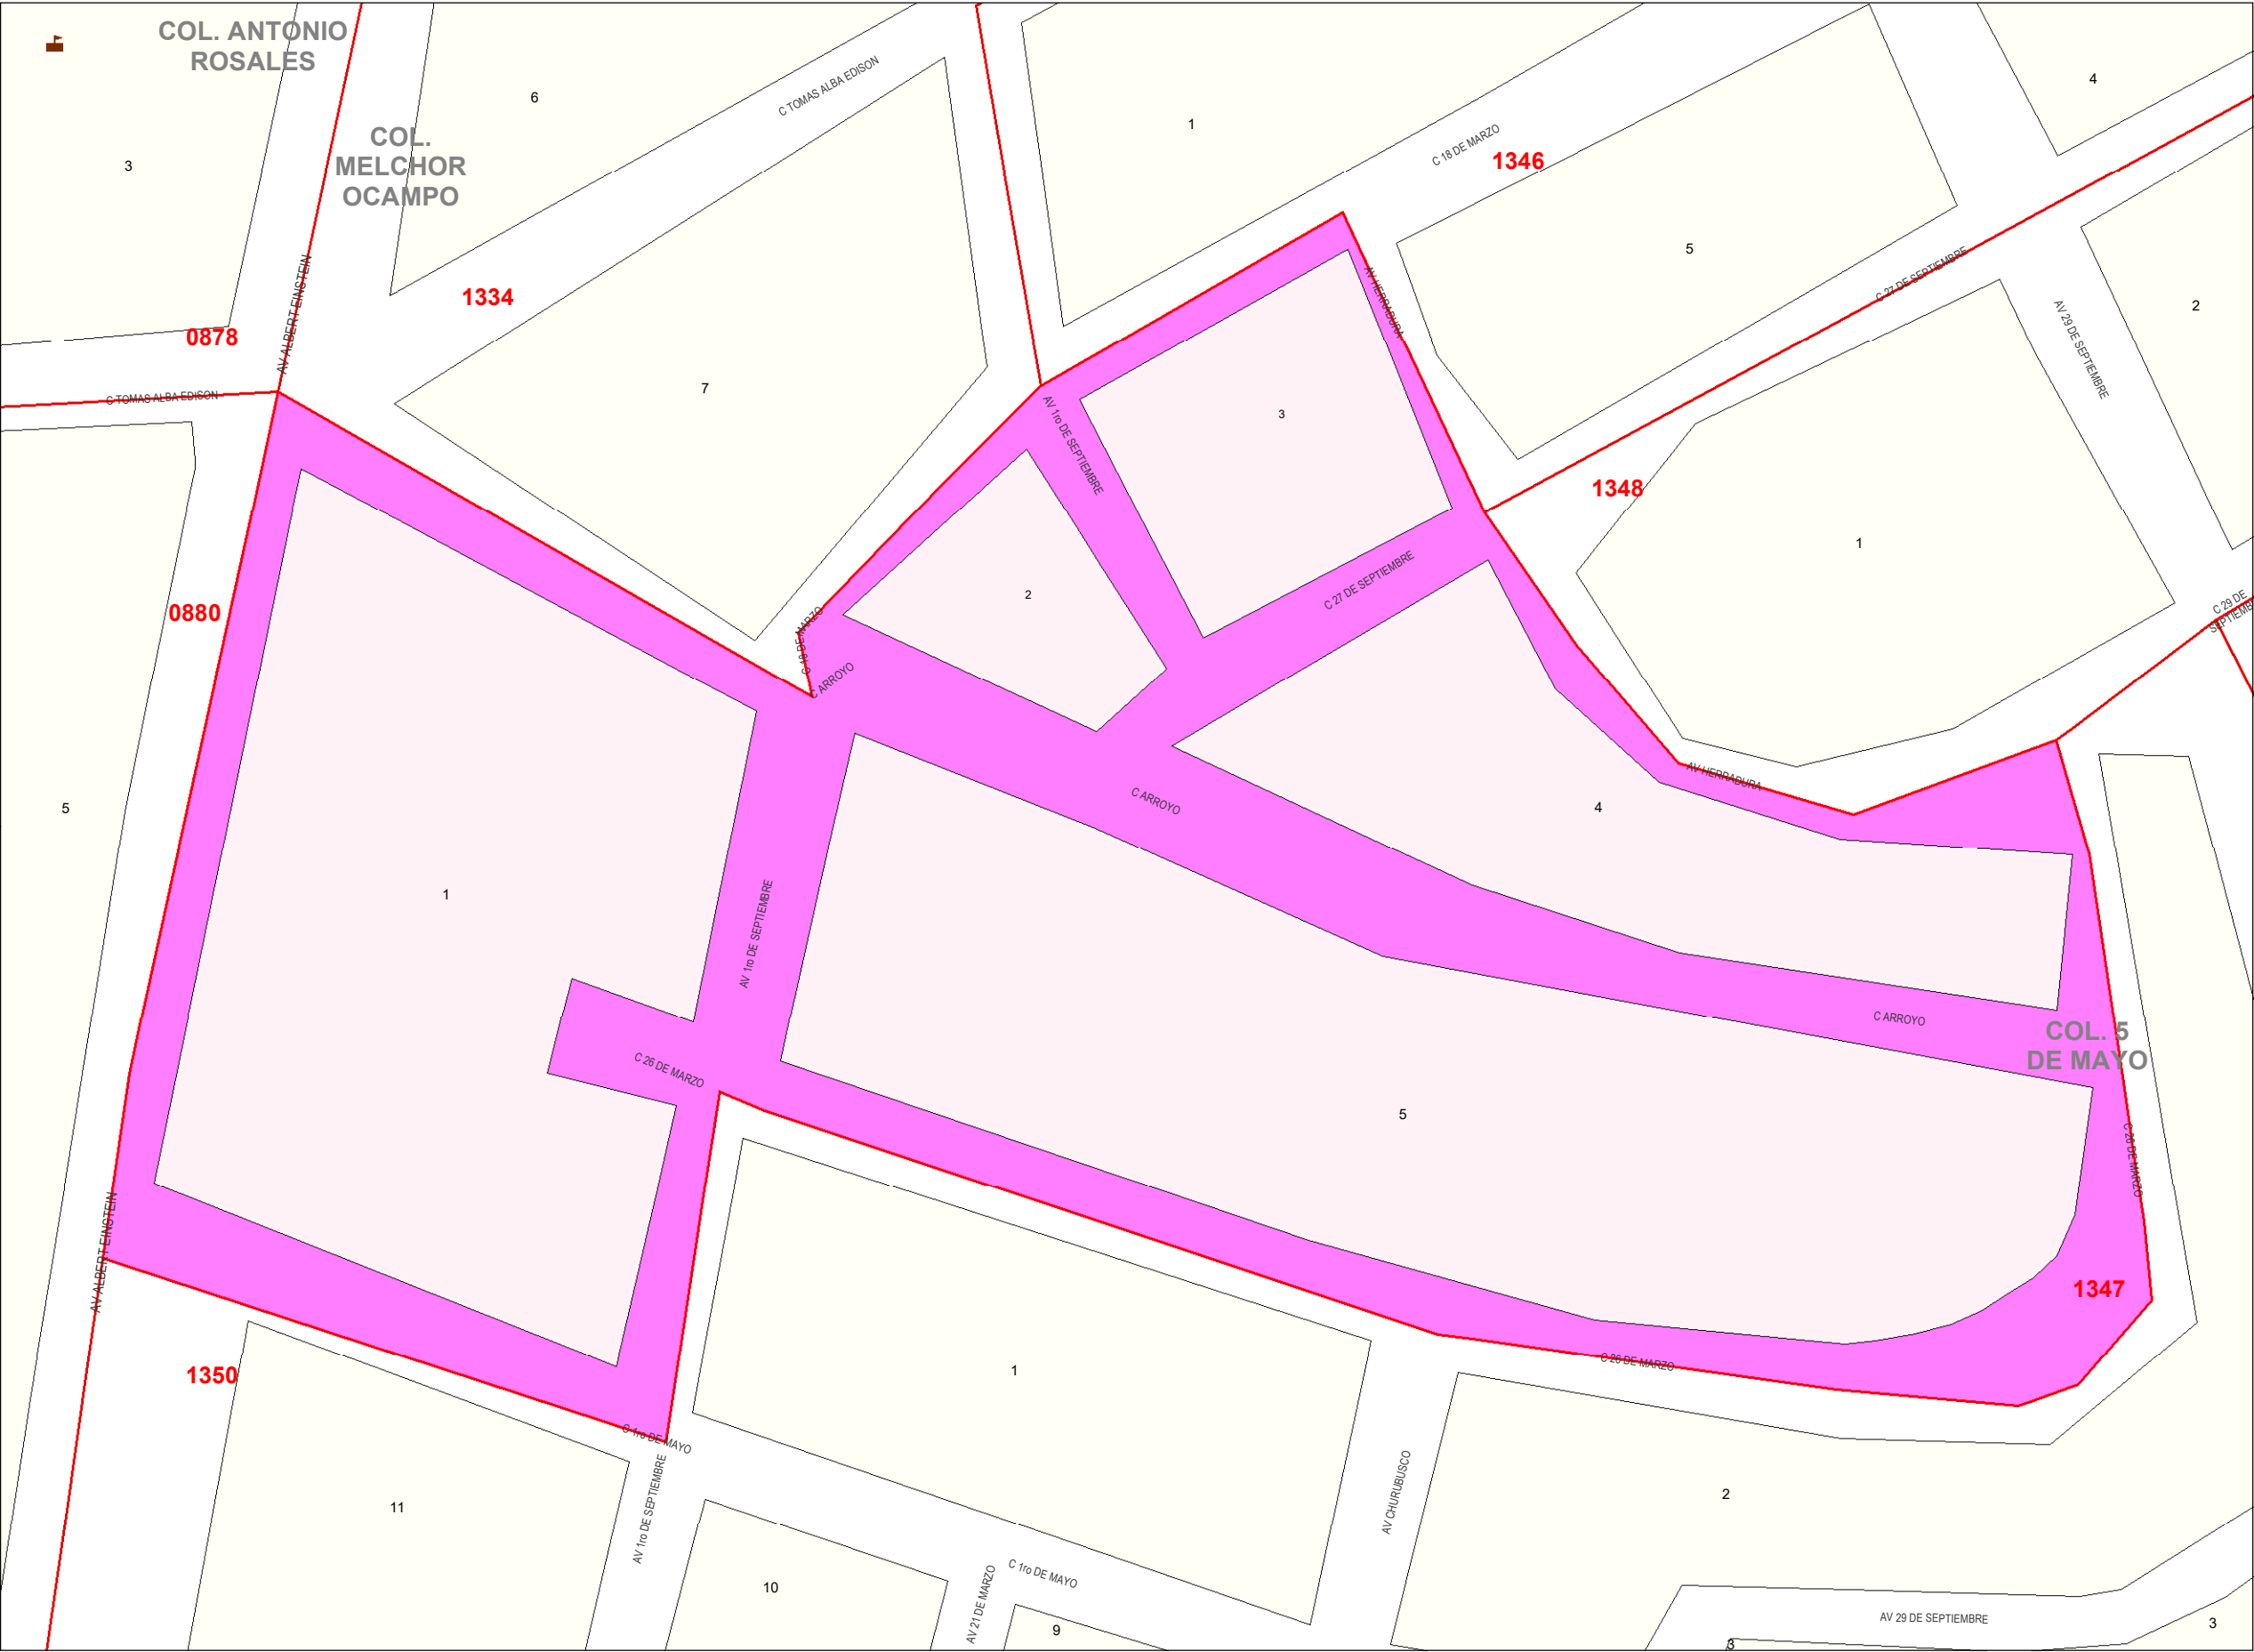 COL. ANTONIO
ROSALES
4
6
C TOMAS ALBA EDISON
1
C 18 DE MARZO
1346
COL.
MELCHOR
OCAMPO
3
5
C 27 DE SEPTIEMBRE
AV HERRADURA
AV ALBERT EINSTEIN
1334
0878
2
AV 29 DE SEPTIEMBRE
C TOMAS ALBA EDISON
7
AV 1ro DE SEPTIEMBRE
3
1348
1
C 27 DE SEPTIEMBRE
2
0880
C 29 DE
C 18 DE MARZO
C ARROYO
AV HERRADURA
C ARROYO
4
5
1
AV 1ro DE SEPTIEMBRE
C ARROYO
COL. 5
DE MAYO
C 26 DE MARZO
5
C 26 DE MARZO
AV ALBERT EINSTEIN
1347
C 26 DE MARZO
1350
1
C 1ro DE MAYO
AV 1ro DE SEPTIEMBRE
AV CHURUBUSCO
2
11
C 1ro DE MAYO
10
AV 21 DE MARZO
9
AV 29 DE SEPTIEMBRE
3
3